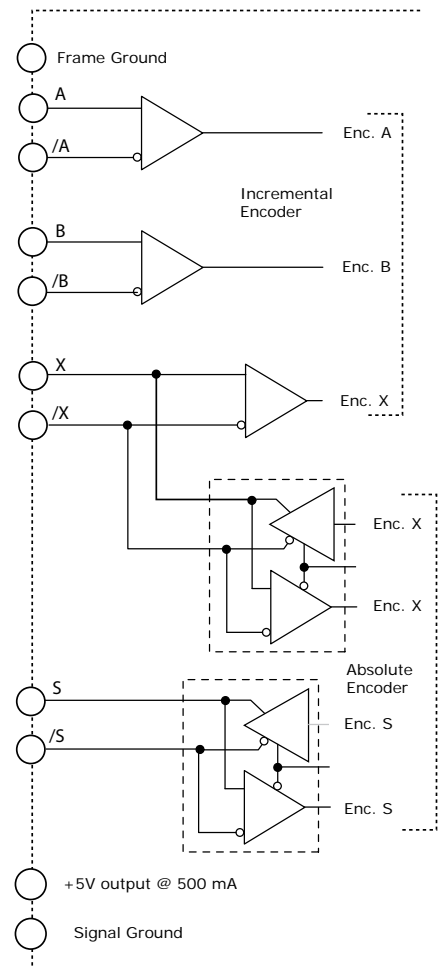 Frame Ground
A
Enc. A
/A
Incremental
Encoder
B
Enc. B
/B
X
Enc. X
/X
Enc. X
Enc. X
Absolute
Encoder
S
Enc. S
/S
Enc. S
+5V output @ 500 mA
Signal Ground